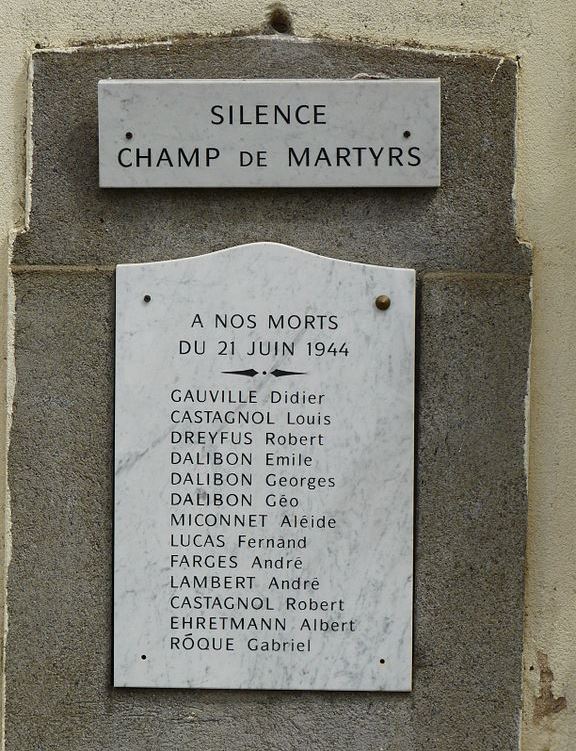 SILENCE
CHAMP DE MARTYRS
A NOS MORTS
DU 21 JUIN 1944
GAUVILLE Didier
CASTAGNOL Louis
DREYFUS Robert
DALIBON Emile
DALIBON Georges
DALIBON Géo
MICONNET Aléide
LUCAS Fernand
FARGES André
LAMBERT André
CASTAGNOL Robert
EHRETMANN Albert
RÓQUE Gabriel